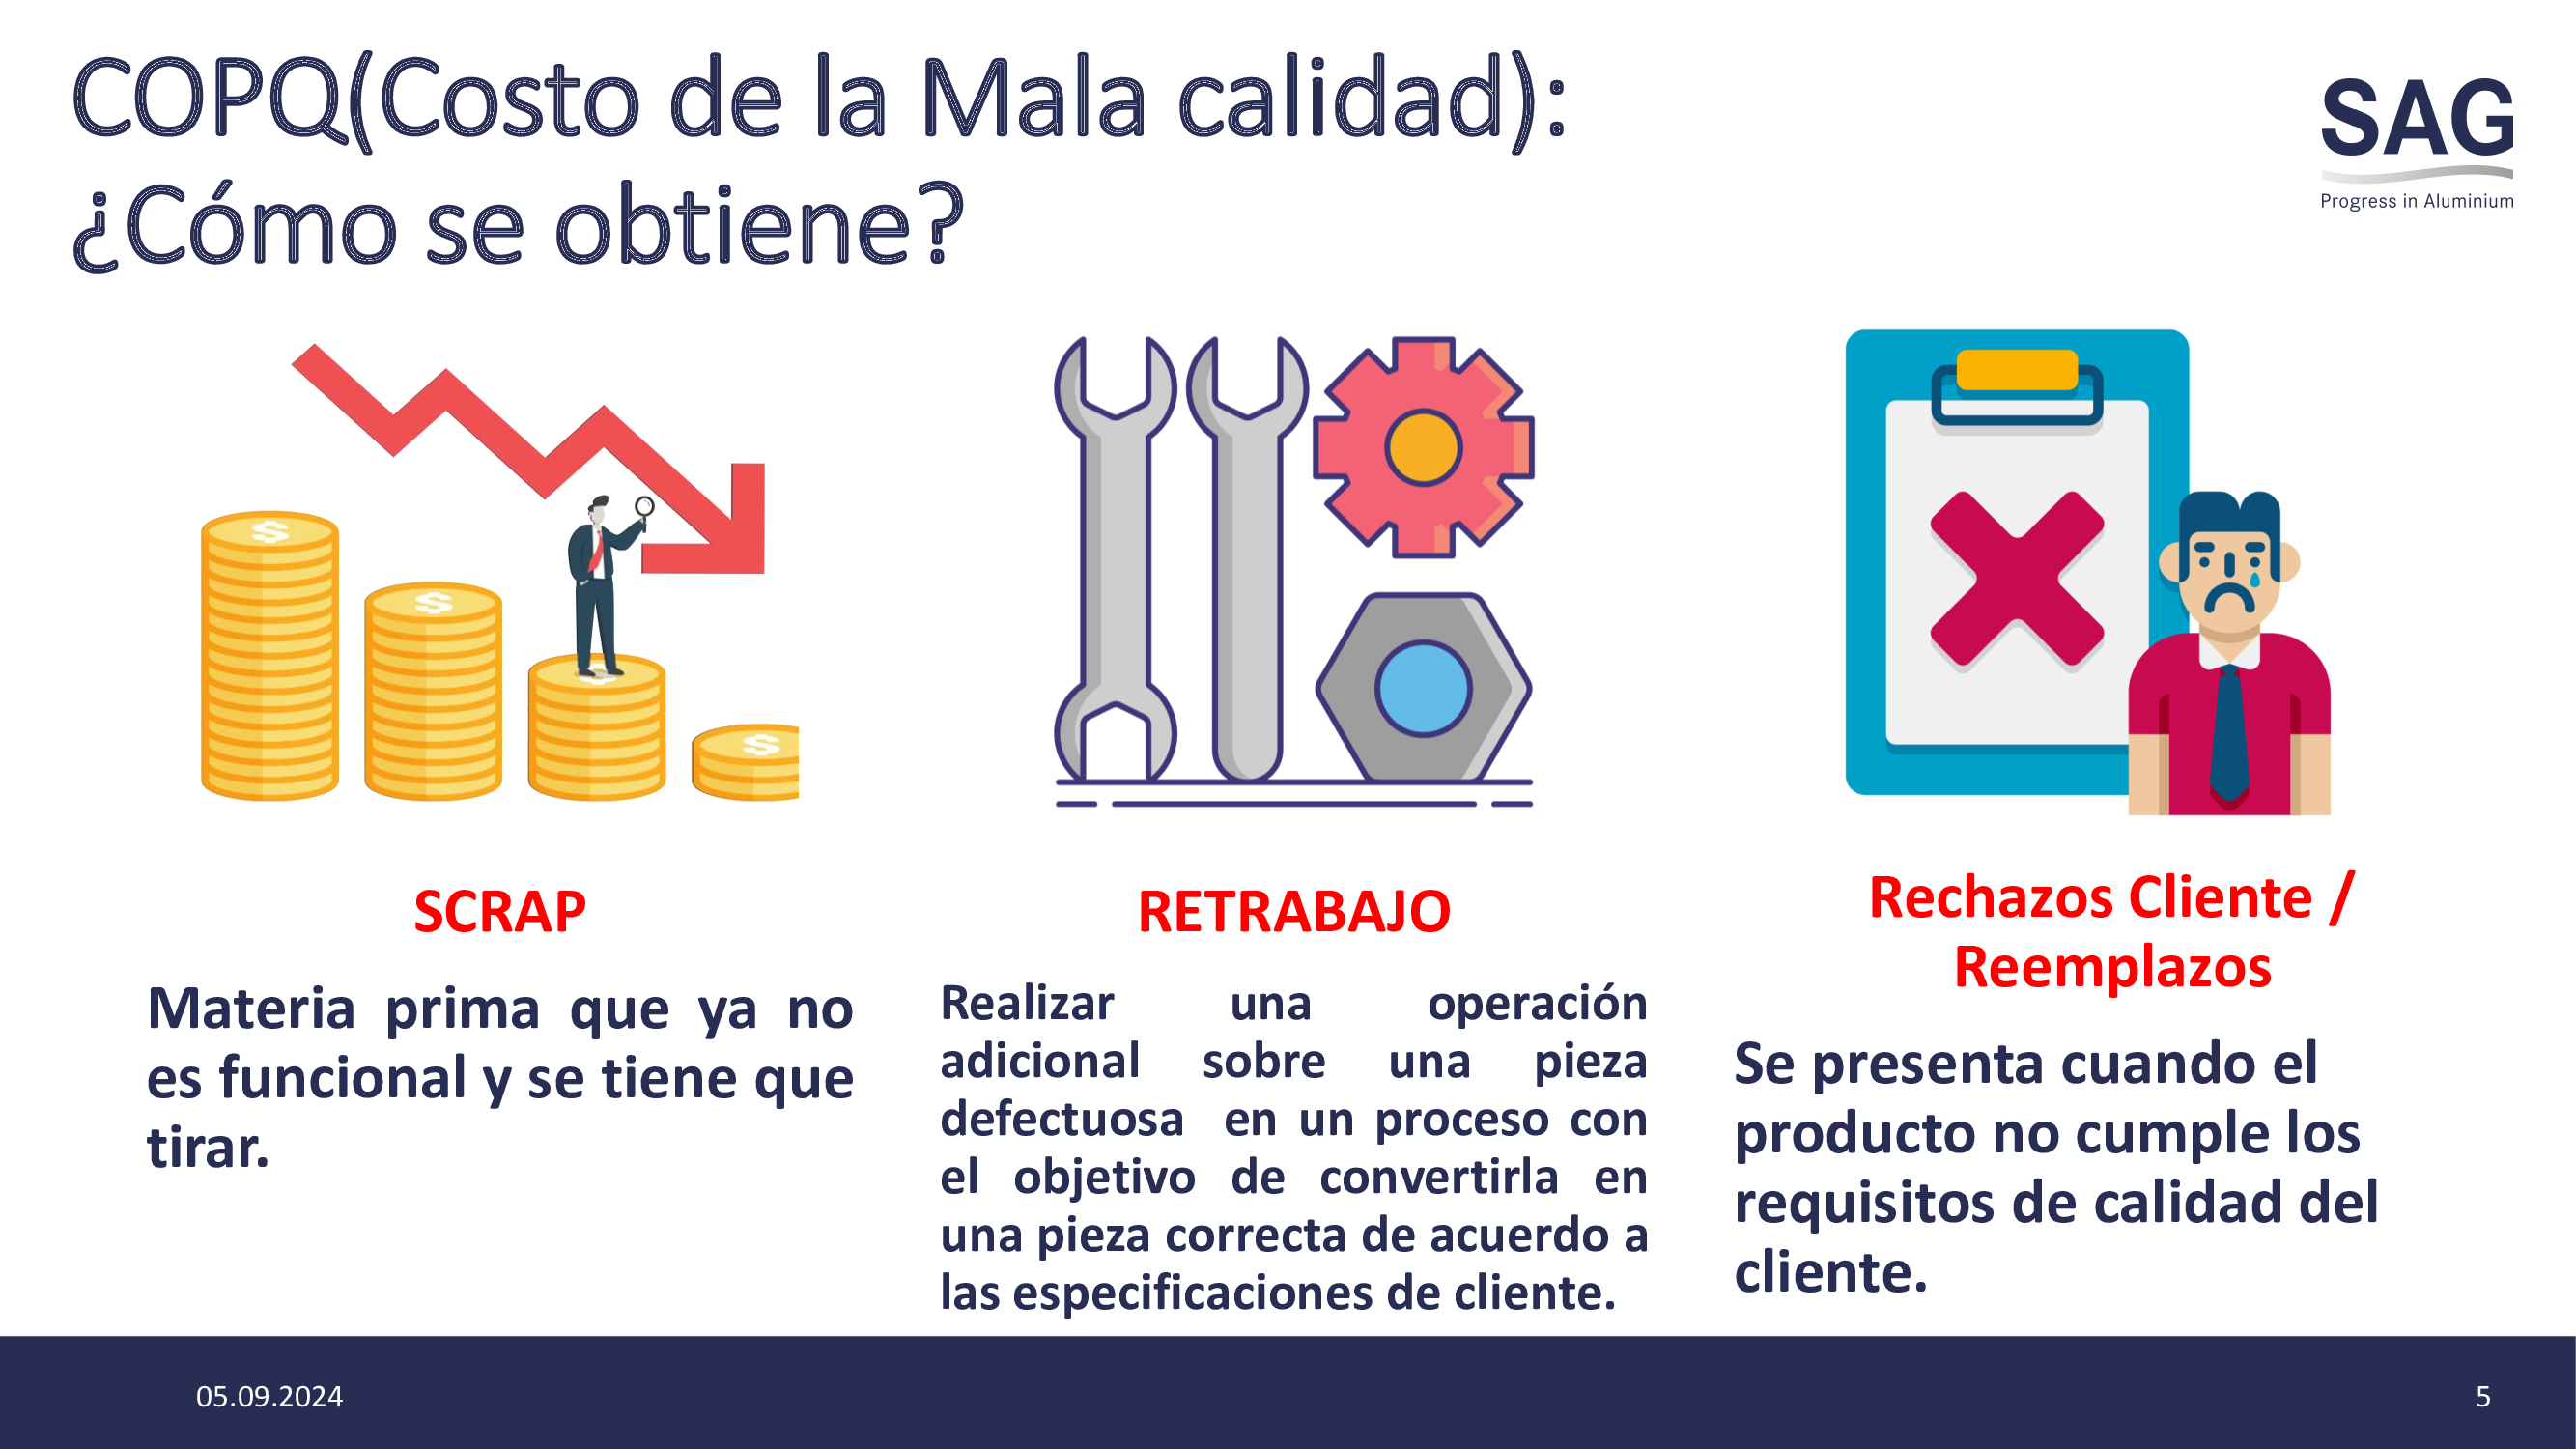 COPQ(Costo de la Mala calidad):
¿Cómo se obtiene?
SAG
Progress in Aluminium
SCRAP
Materia prima que ya no
es funcional y se tiene que
tirar.
RETRABAJO
Realizar una operación
adicional sobre una pieza
defectuosa en un proceso con
el objetivo de convertirla en
una pieza correcta de acuerdo a
las especificaciones de cliente.
Rechazos Cliente /
Reemplazos
Se presenta cuando el
producto no cumple los
requisitos de calidad del
cliente.
05.09.2024
5